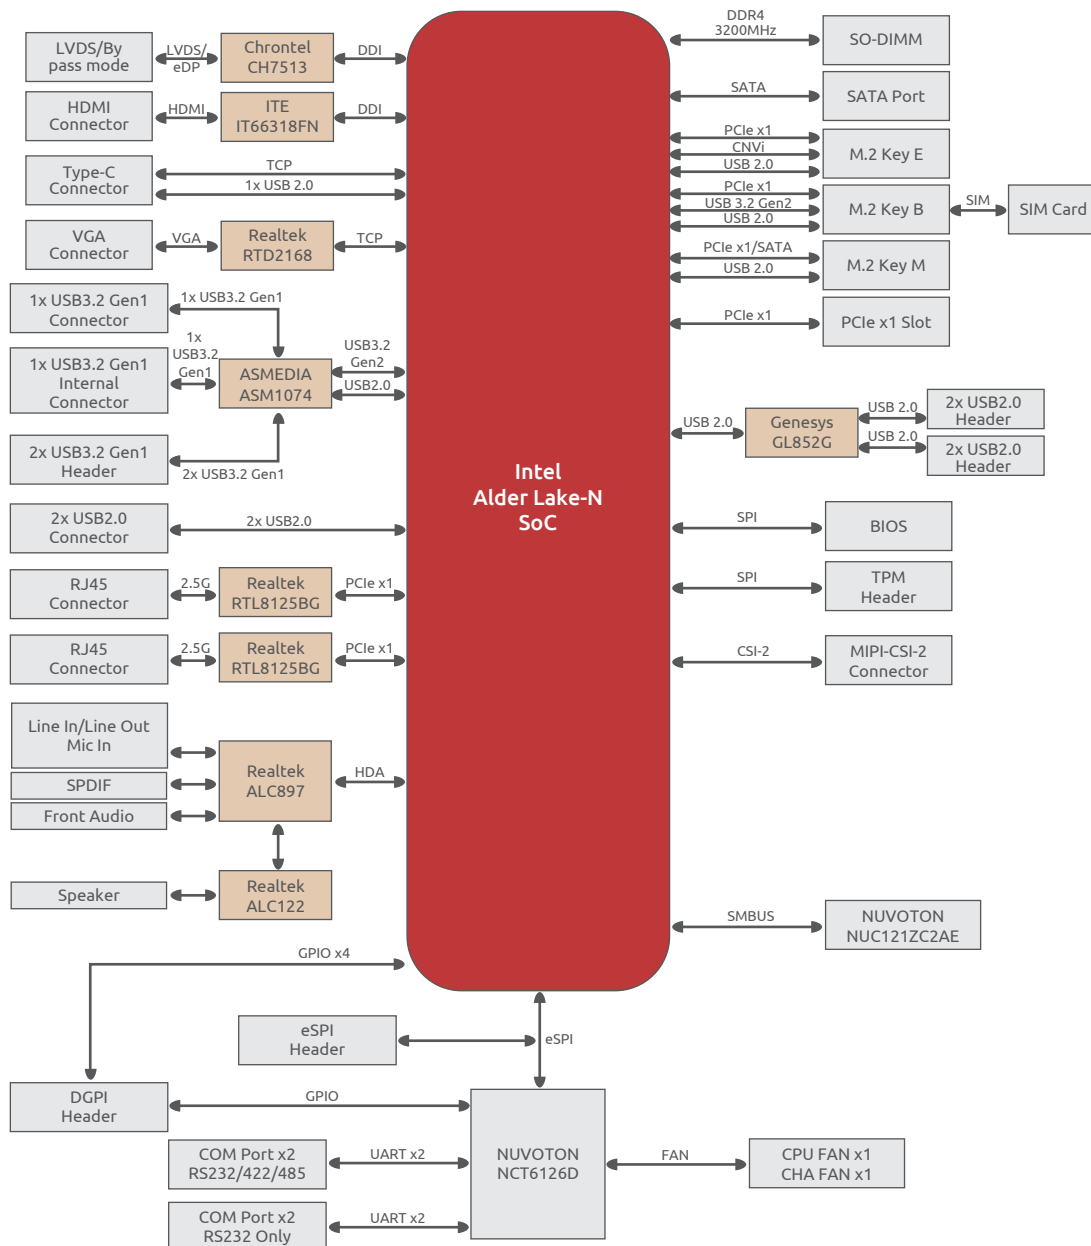 LVDS/By
pass mode
LVDS/
eDP
Chrontel
CH7513
DDI
HDMI
Connector
HDMI
ITE
IT66318FN
DDI
Type-C
Connector
TCP
1x USB 2.0
VGA
Connector
VGA
Realtek
RTD2168
TCP
1x USB3.2 Gen1
Connector
1x USB3.2 Gen1
1x USB3.2 Gen1
Internal
Connector
1x
USB3.2
Gen1
ASMEDIA
ASM1074
USB3.2
Gen2
USB2.0
2x USB3.2 Gen1
Header
2x USB3.2 Gen1
2x USB2.0
Connector
2x USB2.0
RJ45
Connector
2.5G
Realtek
RTL8125BG
PCIe x1
RJ45
Connector
2.5G
Realtek
RTL8125BG
PCIe x1
Line In/Line Out
Mic In
SPDIF
Front Audio
Realtek
ALC897
HDA
Speaker
Realtek
ALC122
GPIO x4
Intel
Alder Lake-N
SoC
DDR4
3200MHz
SO-DIMM
SATA
SATA Port
PCIe x1
CNVi
USB 2.0
M.2 Key E
PCIe x1
USB 3.2 Gen2
USB 2.0
M.2 Key B
SIM
SIM Card
PCIe x1/SATA
USB 2.0
M.2 Key M
PCIe x1
PCIe x1 Slot
USB 2.0
Genesys
GL852G
USB 2.0
2x USB2.0
Header
USB 2.0
2x USB2.0
Header
SPI
BIOS
SPI
TPM
Header
CSI-2
MIPI-CSI-2
Connector
SMBUS
NUVOTON
NUC121ZC2AE
eSPI
Header
eSPI
DGPI
Header
GPIO
COM Port x2
RS232/422/485
UART x2
NUVOTON
NCT6126D
FAN
CPU FAN x1
CHA FAN x1
COM Port x2
RS232 Only
UART x2